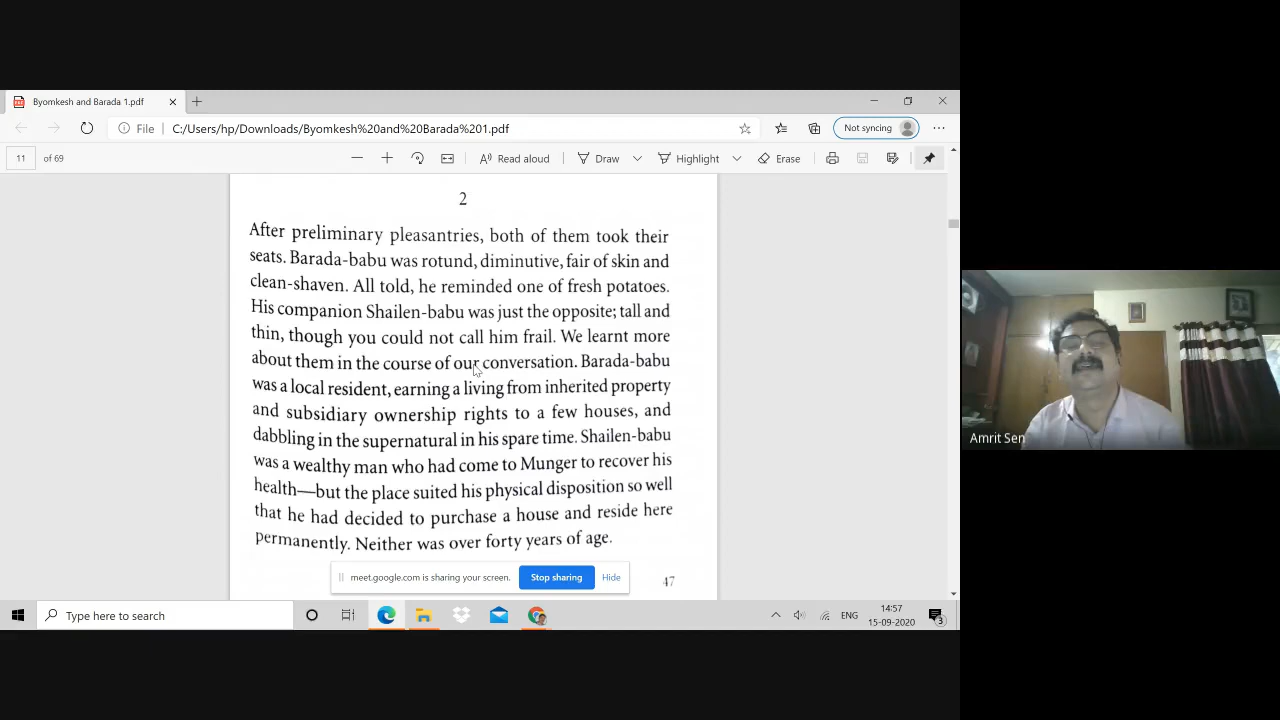 Byomkesh and Barada 1.pdf
File C:/Users/hp/Downloads/Byomkesh%20and%20Barada%201.pdf
Not syncing
11 of 69
Read aloud
Draw
Highlight
Erase
2
After preliminary pleasantries, both of them took their
seats. Barada-babu was rotund, diminutive, fair of skin and
clean-shaven. All told, he reminded one of fresh potatoes.
His companion Shailen-babu was just the opposite; tall and
thin, though you could not call him frail. We learnt more
about them in the course of our conversation. Barada-babu
was a local resident, earning a living from inherited property
and subsidiary ownership rights to a few houses, and
dabbling in the supernatural in his spare time. Shailen-babu
was a wealthy man who had come to Munger to recover his
health—but the place suited his physical disposition so well
that he had decided to purchase a house and reside here
permanently. Neither was over forty years of age.
47
meet.google.com is sharing your screen.
Stop sharing
Hide
Amrit Sen
Type here to search
ENG
14:57
15-09-2020
3